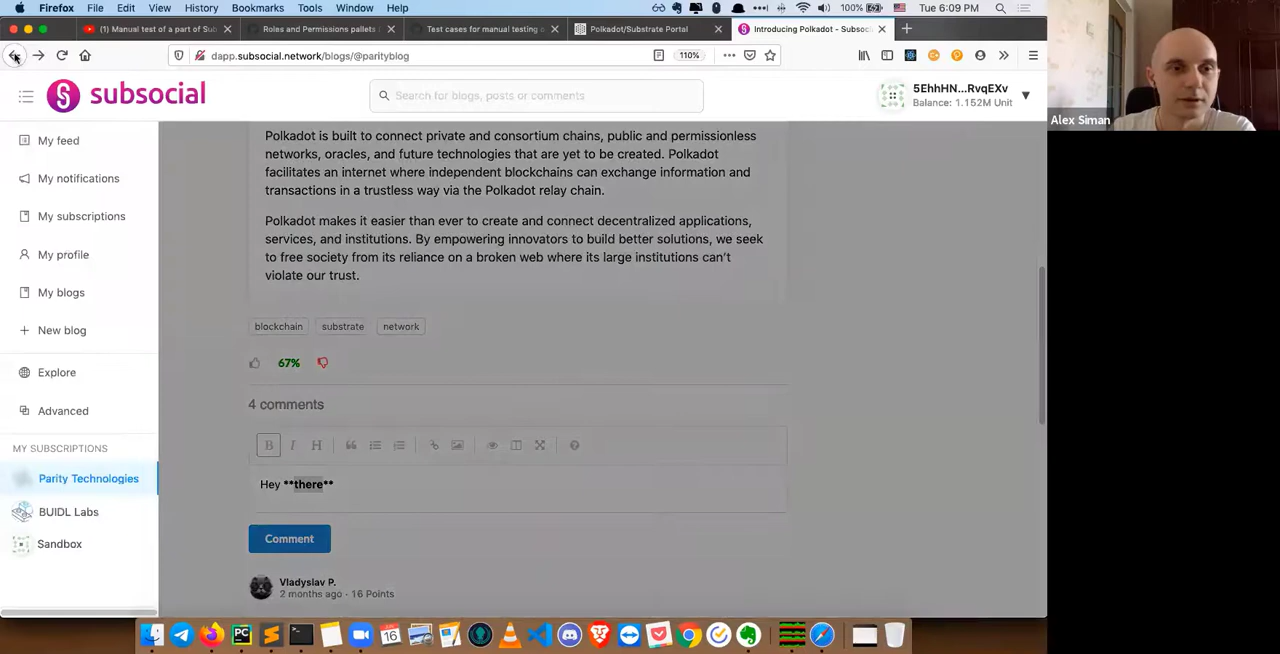 Firefox File Edit View History Bookmarks Tools Window Help 100% Tue 6:09 PM
(1) Manual test of a part of Sub
Roles and Permissions pallets
Test cases for manual testing o
Polkadot/Substrate Portal
Introducing Polkadot - Subsoc
dapp.subsocial.network/blogs/@parityblog
110%
subsocial
Search for blogs, posts or comments
5EhhHN...RvqEXv
Balance: 1.152M Unit
Alex Siman
My feed
My notifications
My subscriptions
My profile
My blogs
New blog
Explore
Advanced
MY SUBSCRIPTIONS
Parity Technologies
BUIDL Labs
Sandbox
Polkadot is built to connect private and consortium chains, public and permissionless
networks, oracles, and future technologies that are yet to be created. Polkadot
facilitates an internet where independent blockchains can exchange information and
transactions in a trustless way via the Polkadot relay chain.
Polkadot makes it easier than ever to create and connect decentralized applications,
services, and institutions. By empowering innovators to build better solutions, we seek
to free society from its reliance on a broken web where its large institutions can't
violate our trust.
blockchain substrate network
67%
4 comments
B I H
Hey **there**
Comment
Vladyslav P.
2 months ago · 16 Points
PC
16